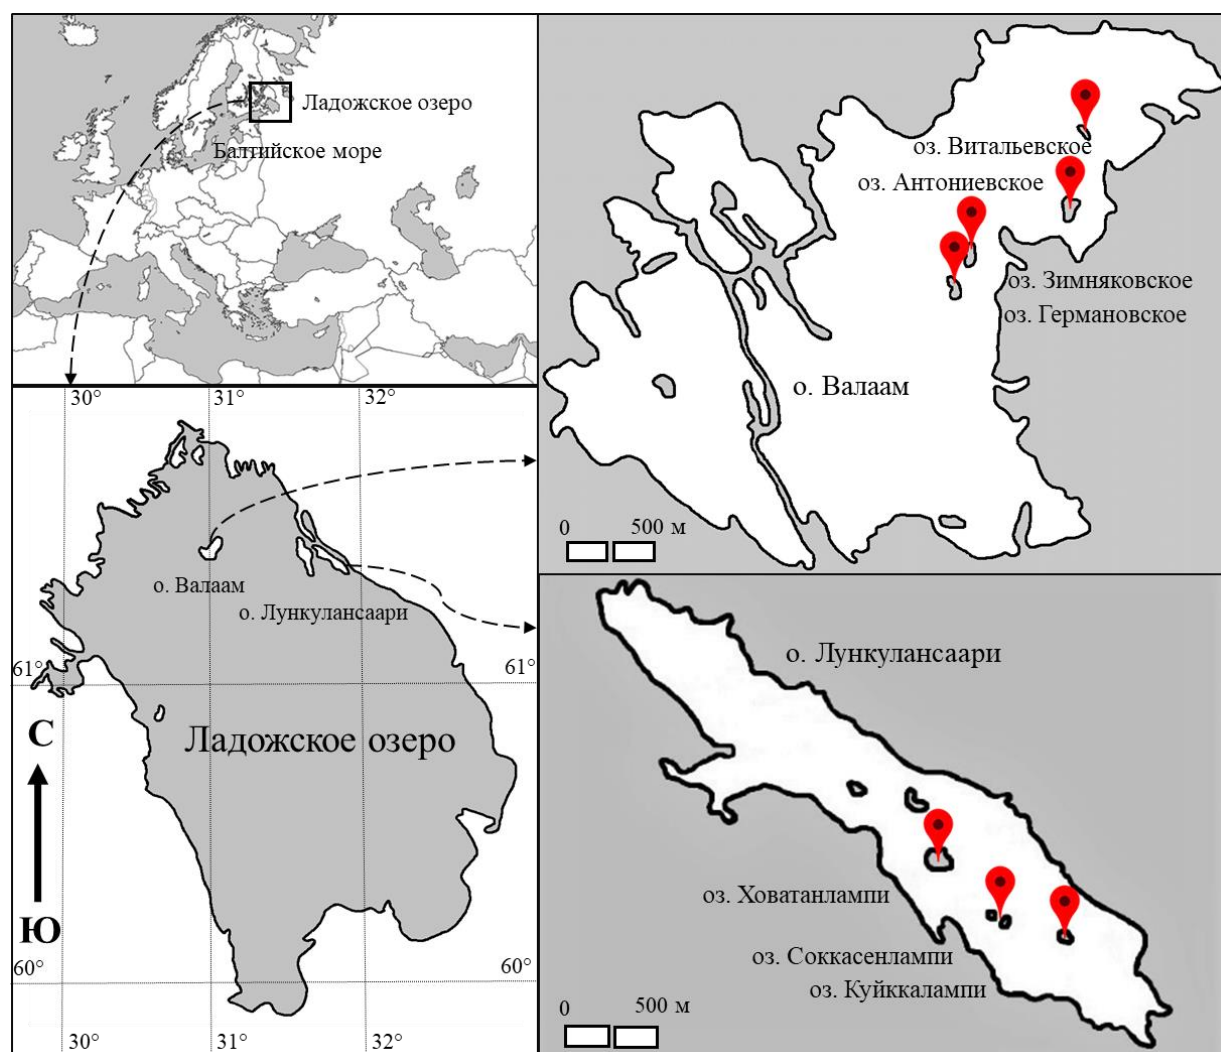 Ладожское озеро
Балтийское море
30°
31°
32°
о. Валаам
о. Лункулансаари
61°
61°
Ладожское озеро
С
Ю
60°
60°
30°
31°
32°
оз. Витальевское
оз. Антониевское
оз. Зимняковское
оз. Германовское
о. Валаам
0
500 м
о. Лункулансаари
оз. Ховатанлампи
оз. Соккасенлампи
оз. Куйккалампи
0
500 м